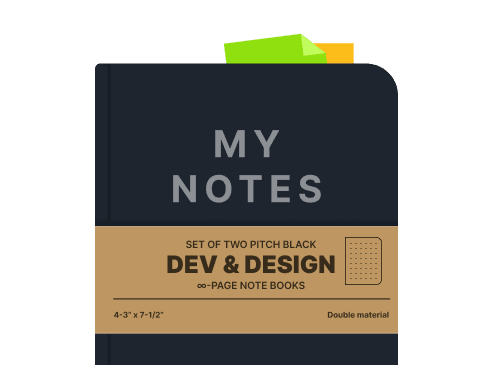 MY
NOTES
SET OF TWO PITCH BLACK
DEV & DESIGN
∞-PAGE NOTE BOOKS
4-3" x 7-1/2"
Double material